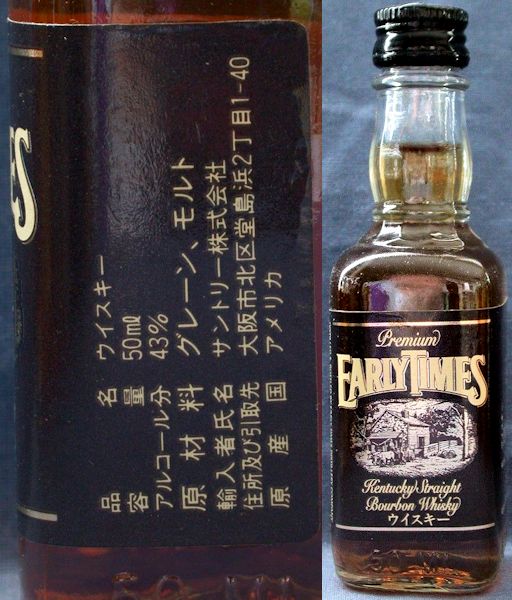 ES
品名 ウイスキー
容量 50ml
アルコール分 43%
原材料 グレーン、モルト
輸入者氏名 サントリー株式会社
住所及び引取先 大阪市北区堂島浜2丁目1-40
原産国 アメリカ
Premium
EARLY TIMES
Kentucky Straight
Bourbon Whisky
ウイスキー